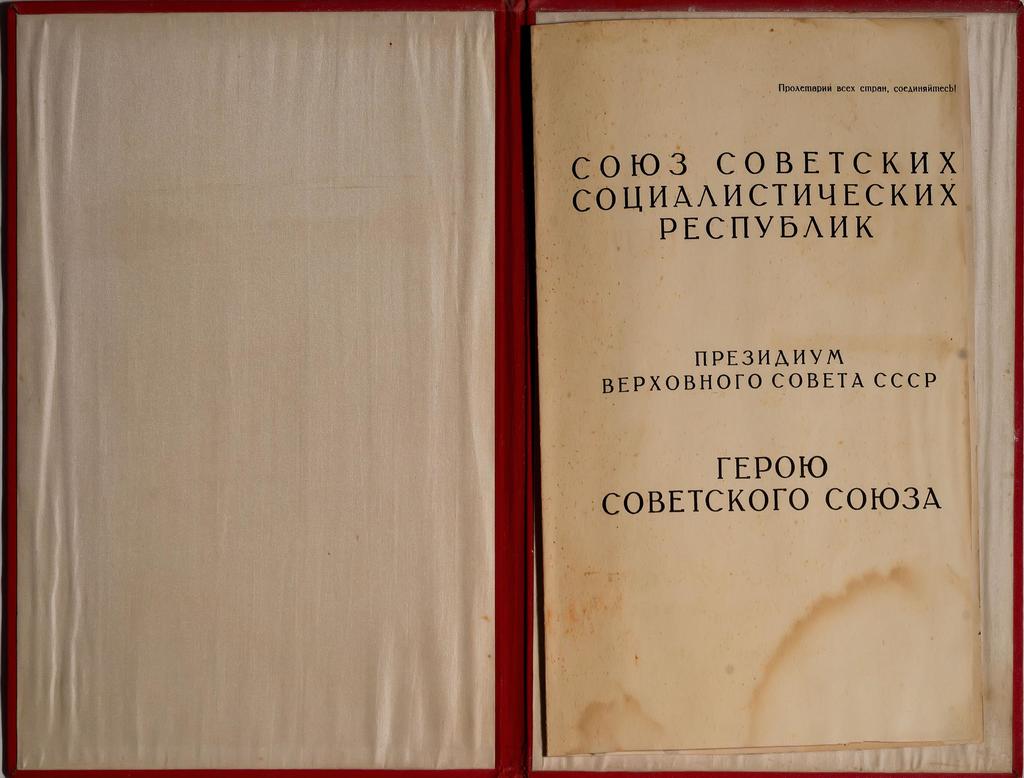 Пролетарии всех стран, соединяйтесь!
СОЮЗ СОВЕТСКИХ
СОЦИАЛИСТИЧЕСКИХ
РЕСПУБЛИК
ПРЕЗИДИУМ
ВЕРХОВНОГО СОВЕТА СССР
ГЕРОЮ
СОВЕТСКОГО СОЮЗА